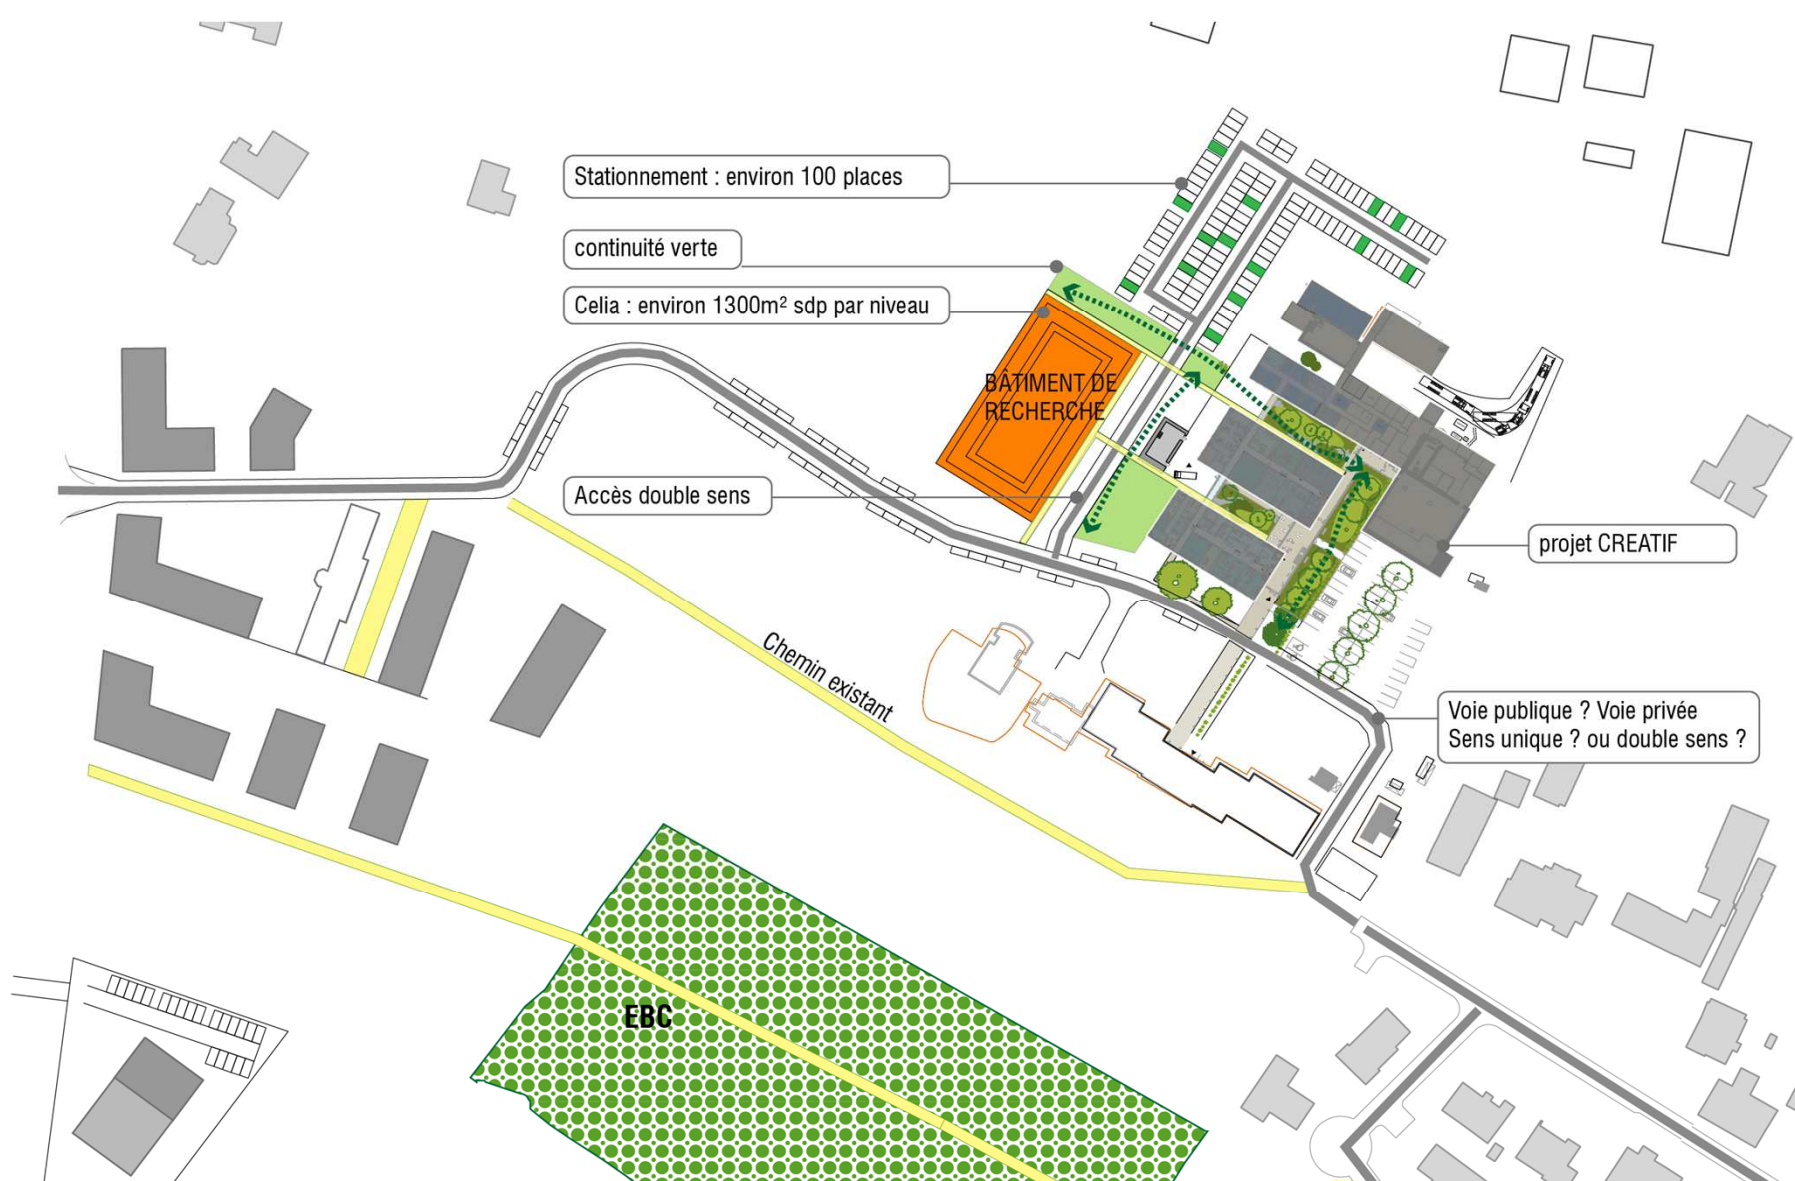 Stationnement : environ 100 places
continuité verte
Celia : environ 1300m² sdp par niveau
BÂTIMENT DE
RECHERCHE
Accès double sens
projet CREATIF
Chemin existant
Voie publique ? Voie privée
Sens unique ? ou double sens ?
EBC